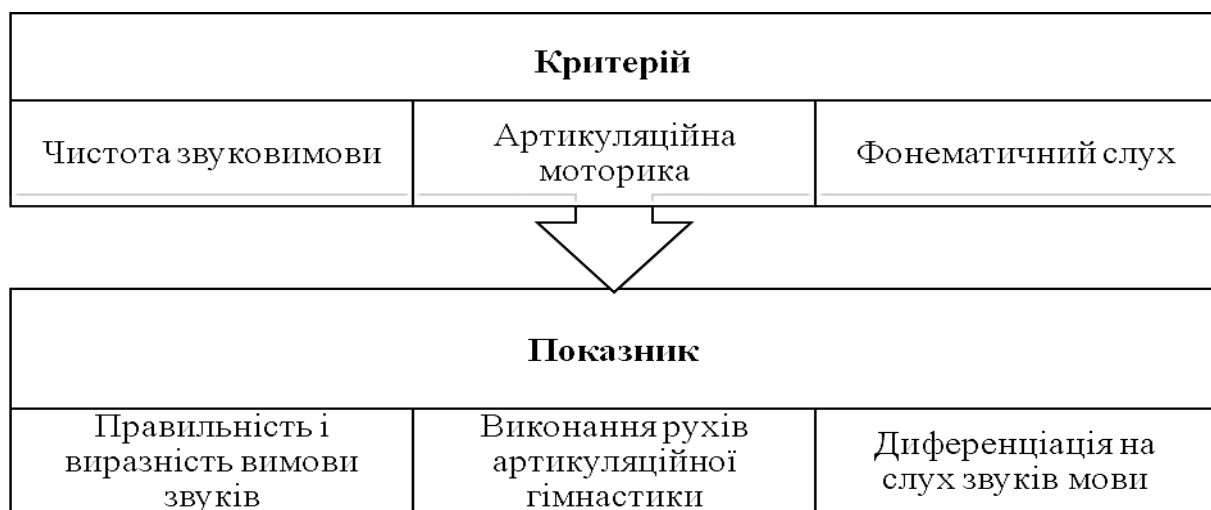 Критерій
Чистота звуковимови
Артикуляційна
моторика
Фонематичний слух
Показник
Правильність і
виразність вимови
звуків
Виконання рухів
артикуляційної
гімнастики
Диференціація на
слух звуків мови